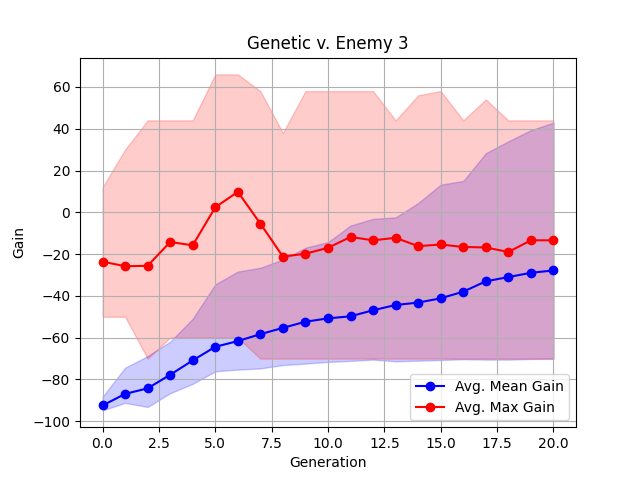 Genetic v. Enemy 3
Gain
60
40
20
0
−20
−40
−60
−80
−100
0.0 2.5 5.0 7.5 10.0 12.5 15.0 17.5 20.0
Generation
Avg. Mean Gain
Avg. Max Gain